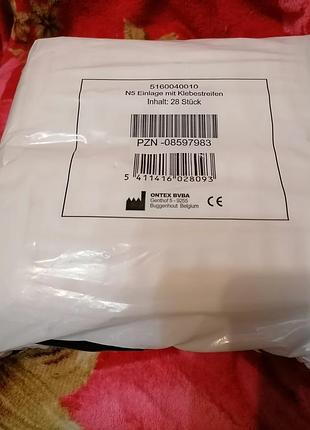 5160040010
N5 Einlage mit Klebestreifen
Inhalt: 28 Stück
PZN -08597983
5 411416 028093
ONTEX BVBA
Genthof 5 - 9255
Buggenhout Belgium
CE